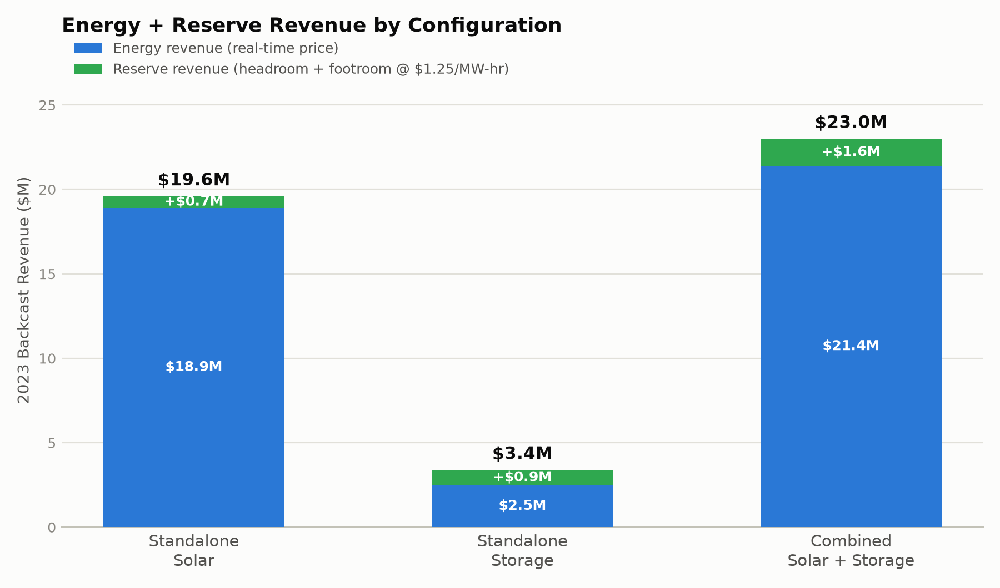 Energy + Reserve Revenue by Configuration
Energy revenue (real-time price)
Reserve revenue (headroom + footroom @ $1.25/MW-hr)
2023 Backcast Revenue ($M)
25
20
15
10
5
0
$19.6M
+$0.7M
$18.9M
$3.4M
+$0.9M
$2.5M
$23.0M
+$1.6M
$21.4M
Standalone
Solar
Standalone
Storage
Combined
Solar + Storage